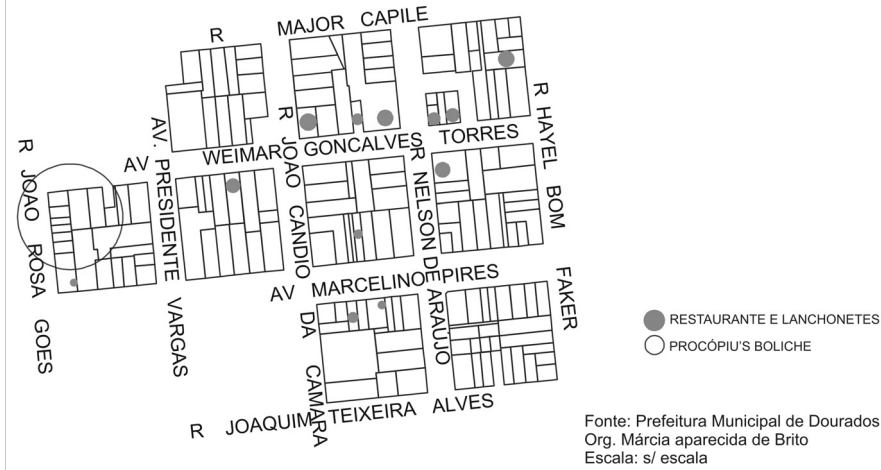 R MAJOR CAPILE
AV WEIMAR GONCALVES TORRES
AV MARCELINO PIRES
R JOAQUIM TEIXEIRA ALVES
R JOAO ROSA GOES
AV. PRESIDENTE VARGAS
R JOAO CANDIO DA CAMARA
R NELSON DE ARAUJO
R HAYEL BOM FAKER
RESTAURANTE E LANCHONETES
PROCÓPIU'S BOLICHE
Fonte: Prefeitura Municipal de Dourados
Org. Márcia aparecida de Brito
Escala: s/ escala